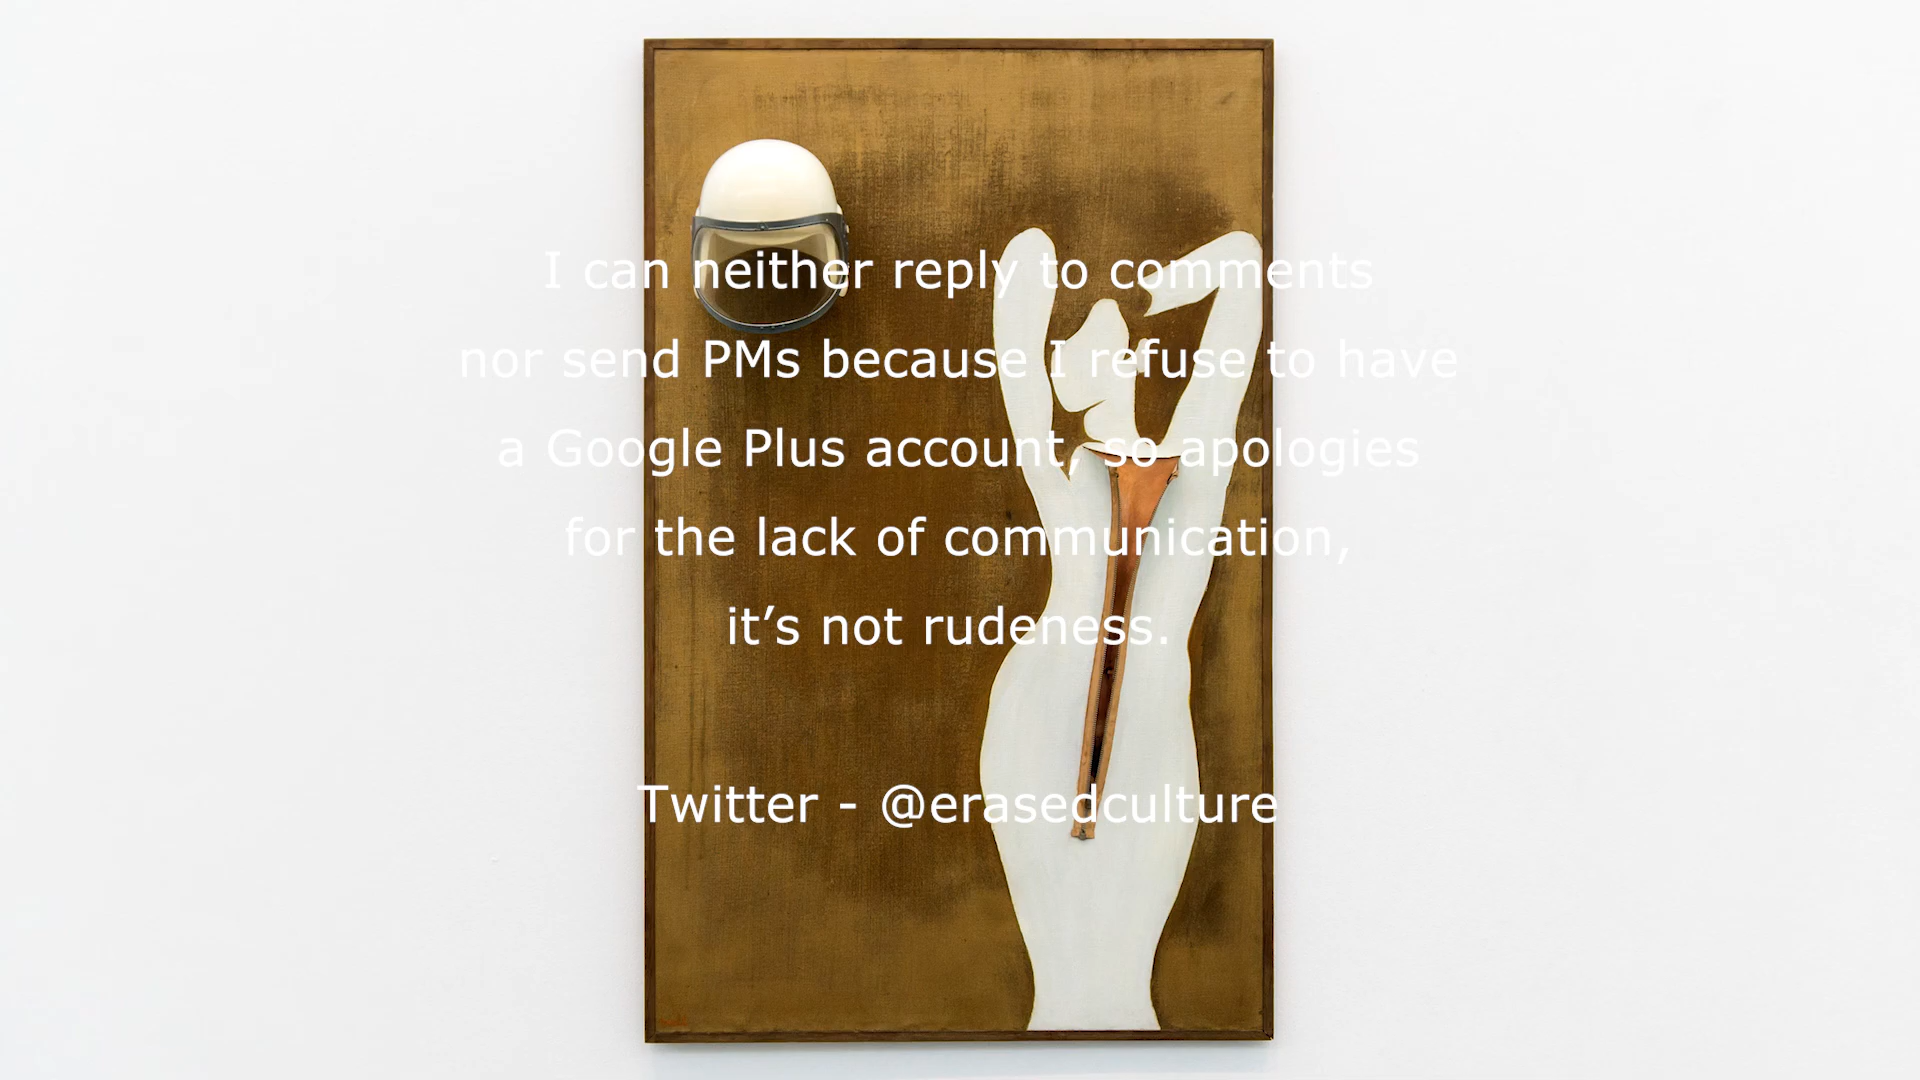 I can neither reply to comments
nor send PMs because I refuse to have
a Google Plus account, so apologies
for the lack of communication,
it’s not rudeness.
Twitter - @erasedculture